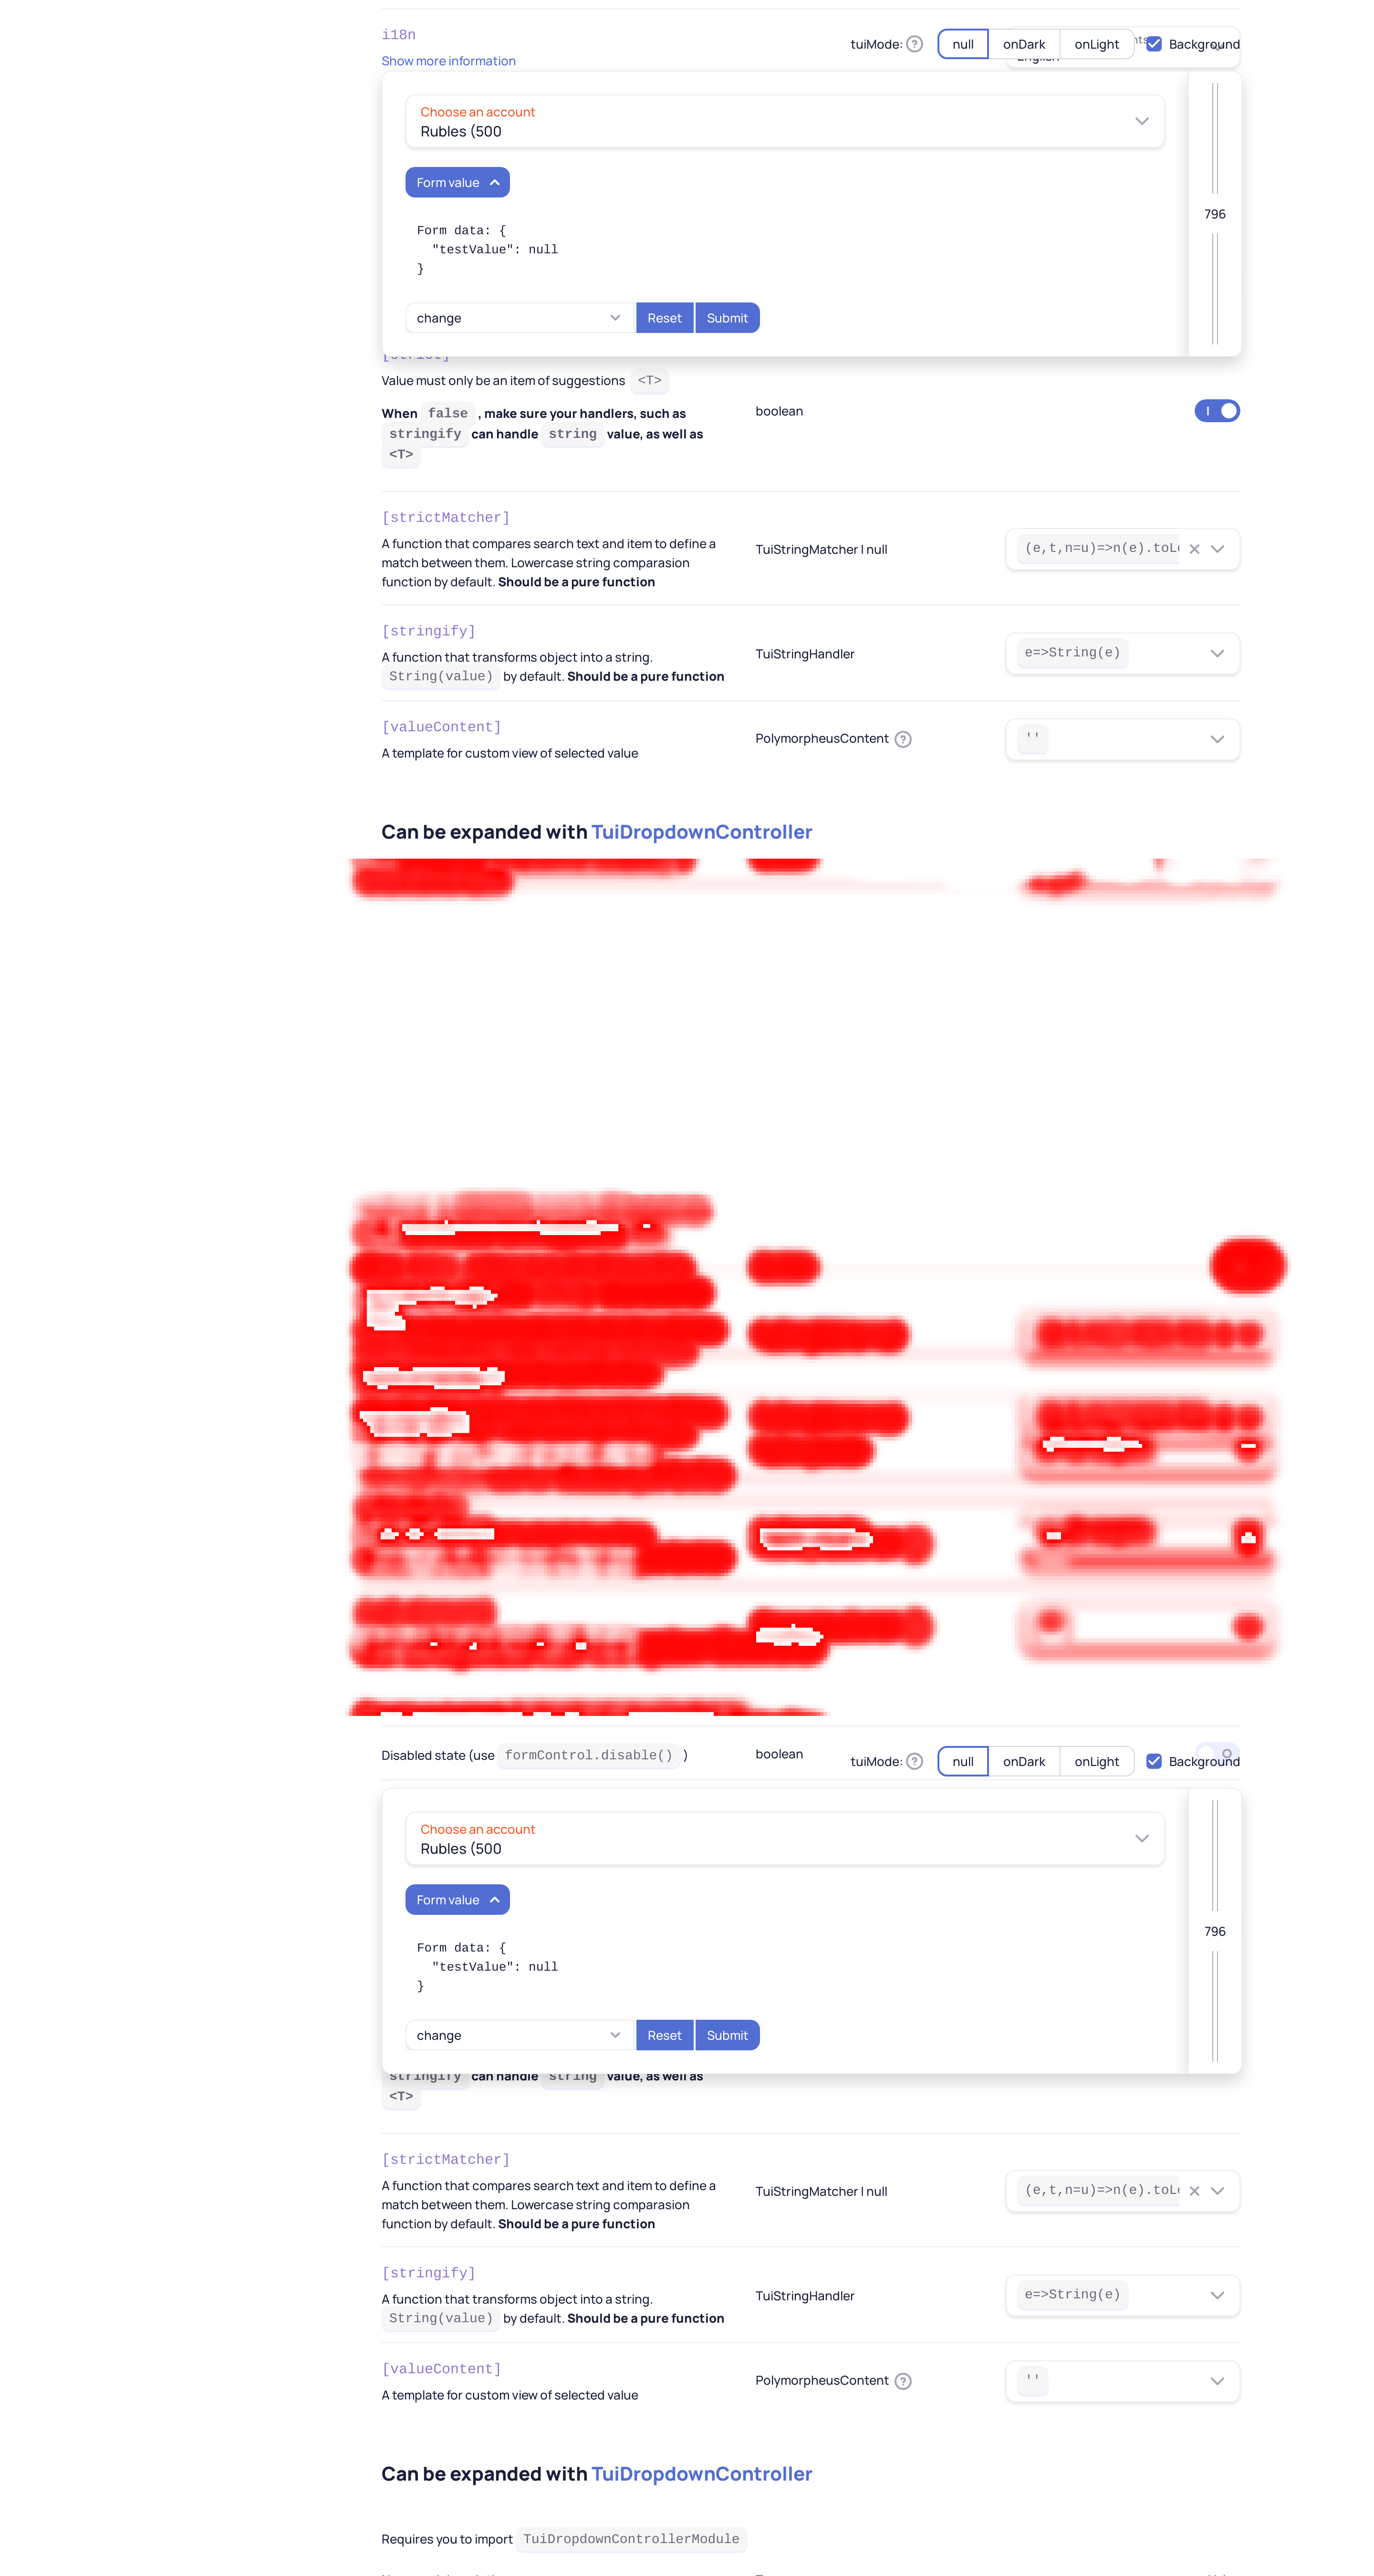 i18n
tuiMode: null onDark onLight Background
Show more information
Choose an account
Rubles (500
796
Form value
Form data: {
"testValue": null
}
change Reset Submit
Value must only be an item of suggestions <T>
When false , make sure your handlers, such as
boolean
stringify can handle string value, as well as
<T>
[strictMatcher]
A function that compares search text and item to define a
TuiStringMatcher | null
(e,t,n=u)=>n(e).toLo
match between them. Lowercase string comparasion
function by default. Should be a pure function
[stringify]
A function that transforms object into a string.
TuiStringHandler
e=>String(e)
String(value) by default. Should be a pure function
[valueContent]
PolymorpheusContent ?
''
A template for custom view of selected value
Can be expanded with TuiDropdownController
Disabled state (use formControl.disable() )
boolean
tuiMode: ? null onDark onLight Background
Choose an account
Rubles (500
796
Form value
Form data: {
"testValue": null
}
change Reset Submit
stringify can handle string value, as well as
<T>
[strictMatcher]
A function that compares search text and item to define a
TuiStringMatcher | null
(e,t,n=u)=>n(e).toLo
match between them. Lowercase string comparasion
function by default. Should be a pure function
[stringify]
A function that transforms object into a string.
TuiStringHandler
e=>String(e)
String(value) by default. Should be a pure function
[valueContent]
PolymorpheusContent ?
''
A template for custom view of selected value
Can be expanded with TuiDropdownController
Requires you to import TuiDropdownControllerModule